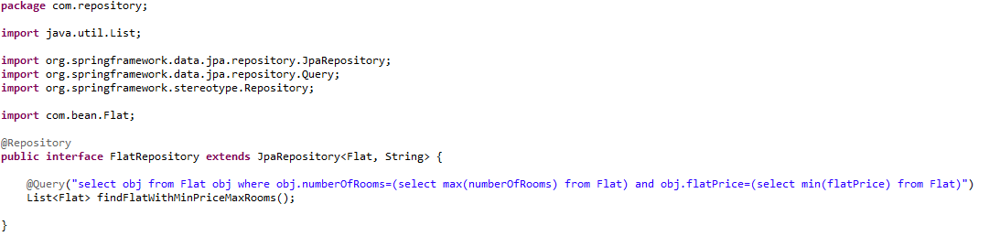 package com.repository;
import java.util.List;
import org.springframework.data.jpa.repository.JpaRepository;
import org.springframework.data.jpa.repository.Query;
import org.springframework.stereotype.Repository;
import com.bean.Flat;
@Repository
public interface FlatRepository extends JpaRepository<Flat, String> {
@Query("select obj from Flat obj where obj.numberOfRooms=(select max(numberOfRooms) from Flat) and obj.flatPrice=(select min(flatPrice) from Flat)")
List<Flat> findFlatWithMinPriceMaxRooms();
}